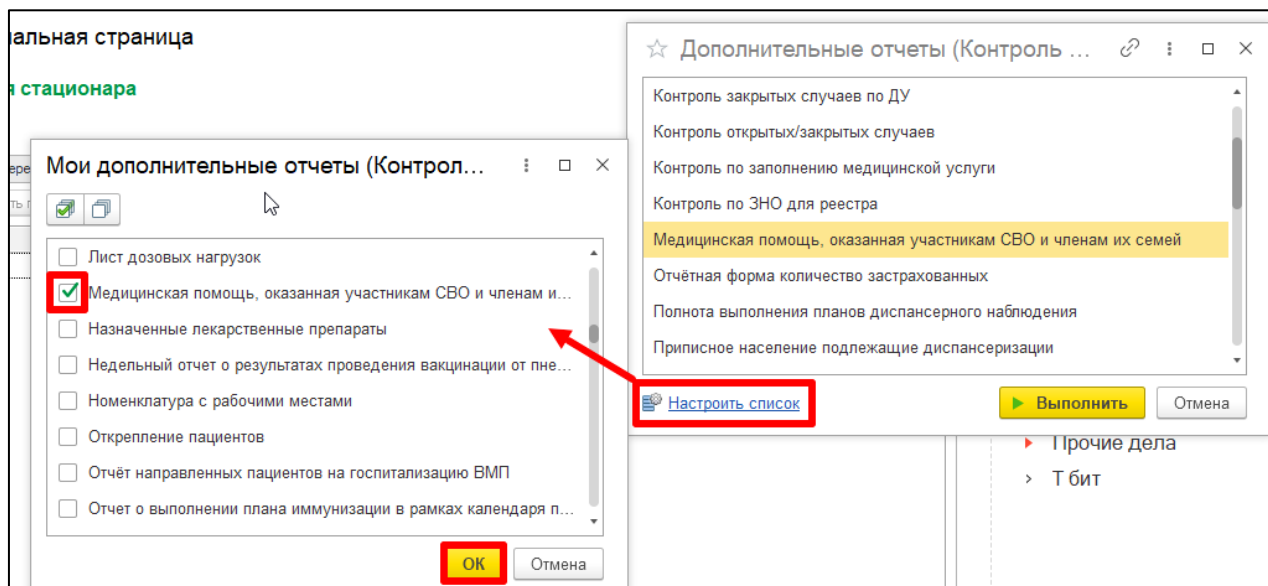 альная страница
я стационара
Дополнительные отчеты (Контроль ...
Контроль закрытых случаев по ДУ
Контроль открытых/закрытых случаев
Контроль по заполнению медицинской услуги
Контроль по ЗНО для реестра
Медицинская помощь, оказанная участникам СВО и членам их семей
Отчётная форма количество застрахованных
Полнота выполнения планов диспансерного наблюдения
Приписное население подлежащие диспансеризации
Настроить список
Выполнить
Отмена
ере
ть
Мои дополнительные отчеты (Контрол...
Лист дозовых нагрузок
Медицинская помощь, оказанная участникам СВО и членам и...
Назначенные лекарственные препараты
Недельный отчет о результатах проведения вакцинации от пне...
Номенклатура с рабочими местами
Открепление пациентов
Отчёт направленных пациентов на госпитализацию ВМП
Отчет о выполнении плана иммунизации в рамках календаря п...
ОК
Отмена
Прочие дела
Т бит